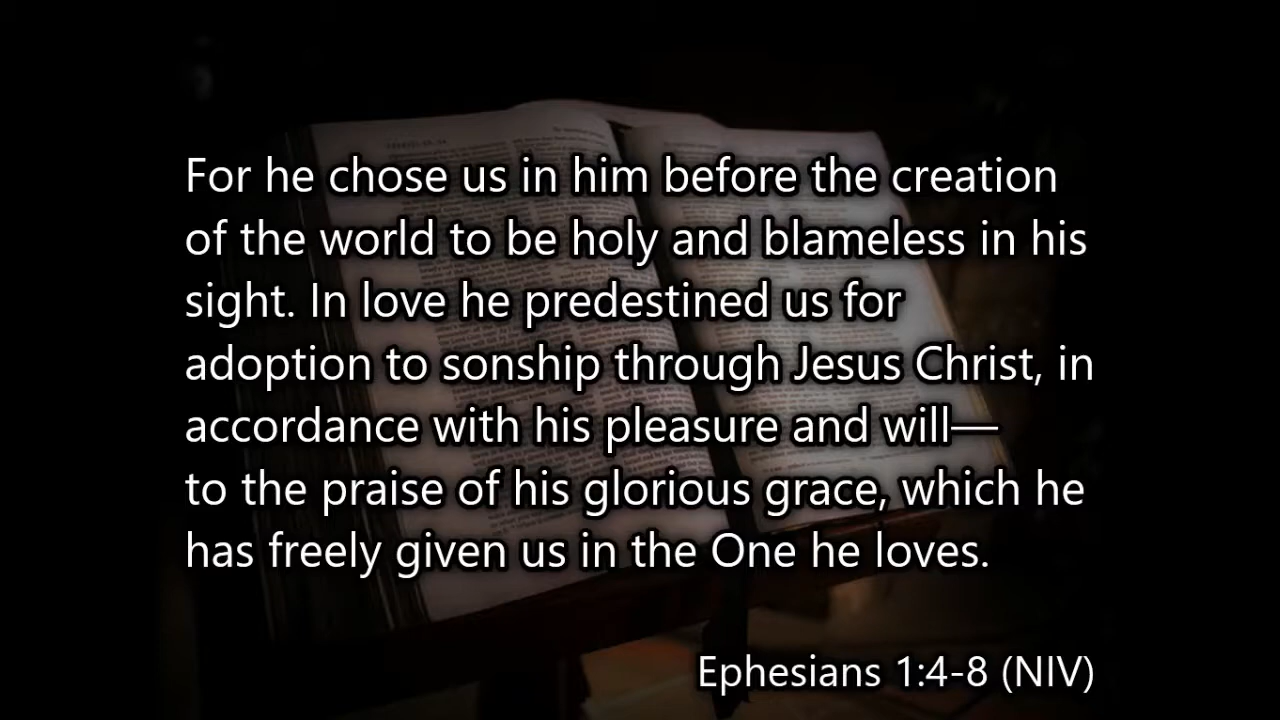 For he chose us in him before the creation
of the world to be holy and blameless in his
sight. In love he predestined us for
adoption to sonship through Jesus Christ, in
accordance with his pleasure and will—
to the praise of his glorious grace, which he
has freely given us in the One he loves.
Ephesians 1:4-8 (NIV)